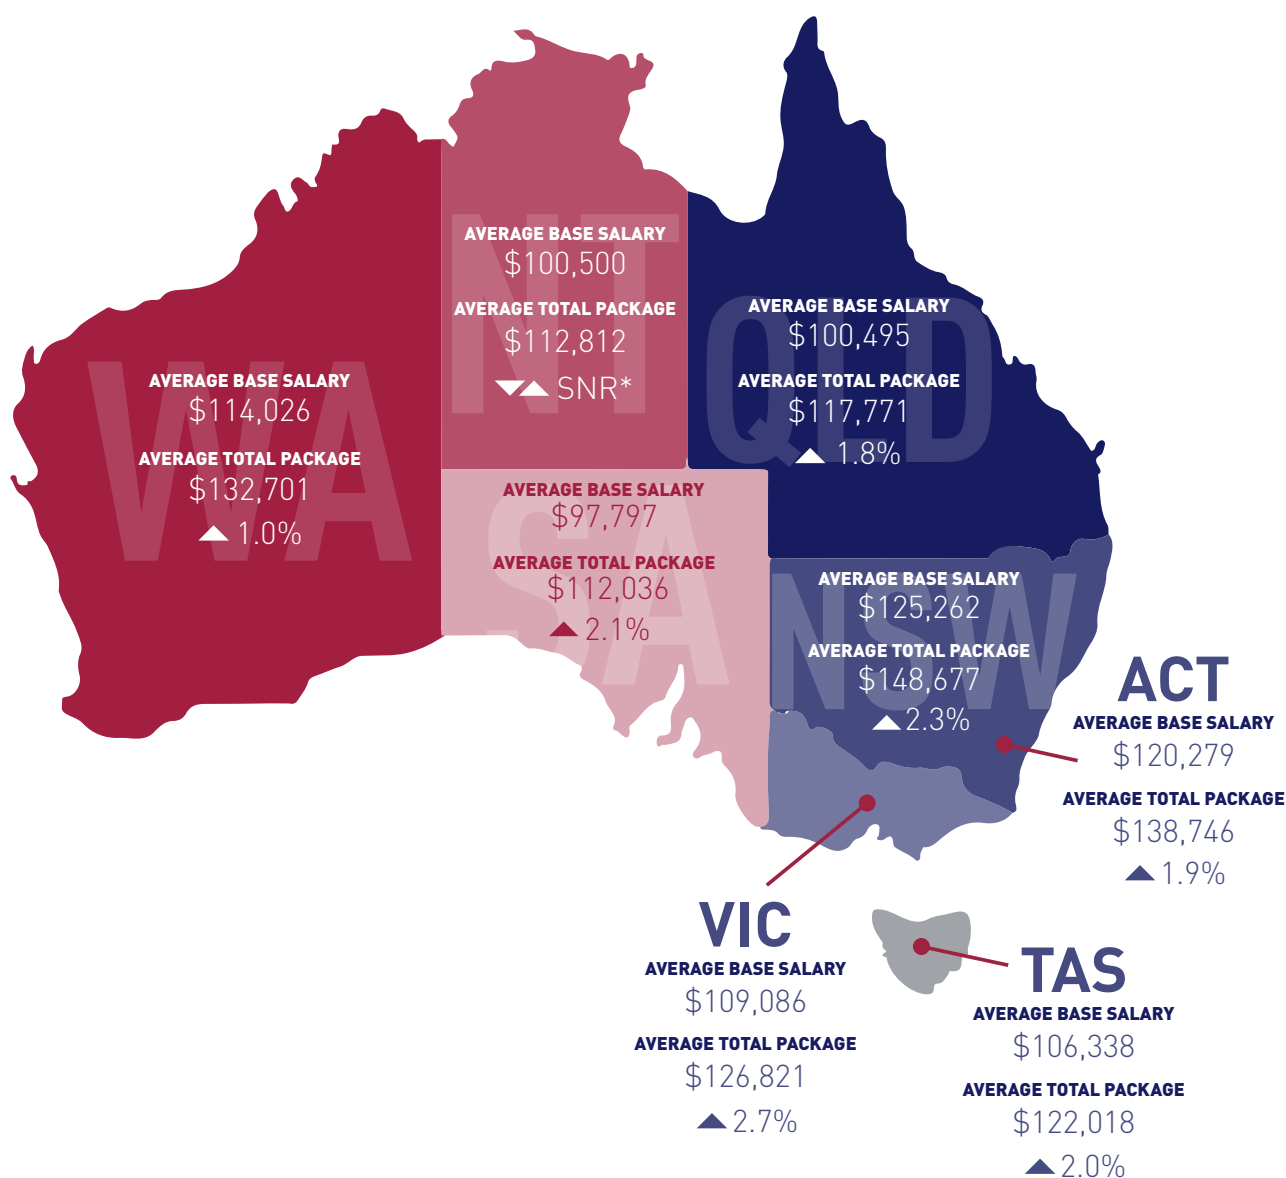 WA
AVERAGE BASE SALARY
$114,026
AVERAGE TOTAL PACKAGE
$132,701
1.0%
NT
AVERAGE BASE SALARY
$100,500
AVERAGE TOTAL PACKAGE
$112,812
SNR*
QLD
AVERAGE BASE SALARY
$100,495
AVERAGE TOTAL PACKAGE
$117,771
1.8%
SA
AVERAGE BASE SALARY
$97,797
AVERAGE TOTAL PACKAGE
$112,036
2.1%
NSW
AVERAGE BASE SALARY
$125,262
AVERAGE TOTAL PACKAGE
$148,677
2.3%
ACT
AVERAGE BASE SALARY
$120,279
AVERAGE TOTAL PACKAGE
$138,746
1.9%
VIC
AVERAGE BASE SALARY
$109,086
AVERAGE TOTAL PACKAGE
$126,821
2.7%
TAS
AVERAGE BASE SALARY
$106,338
AVERAGE TOTAL PACKAGE
$122,018
2.0%